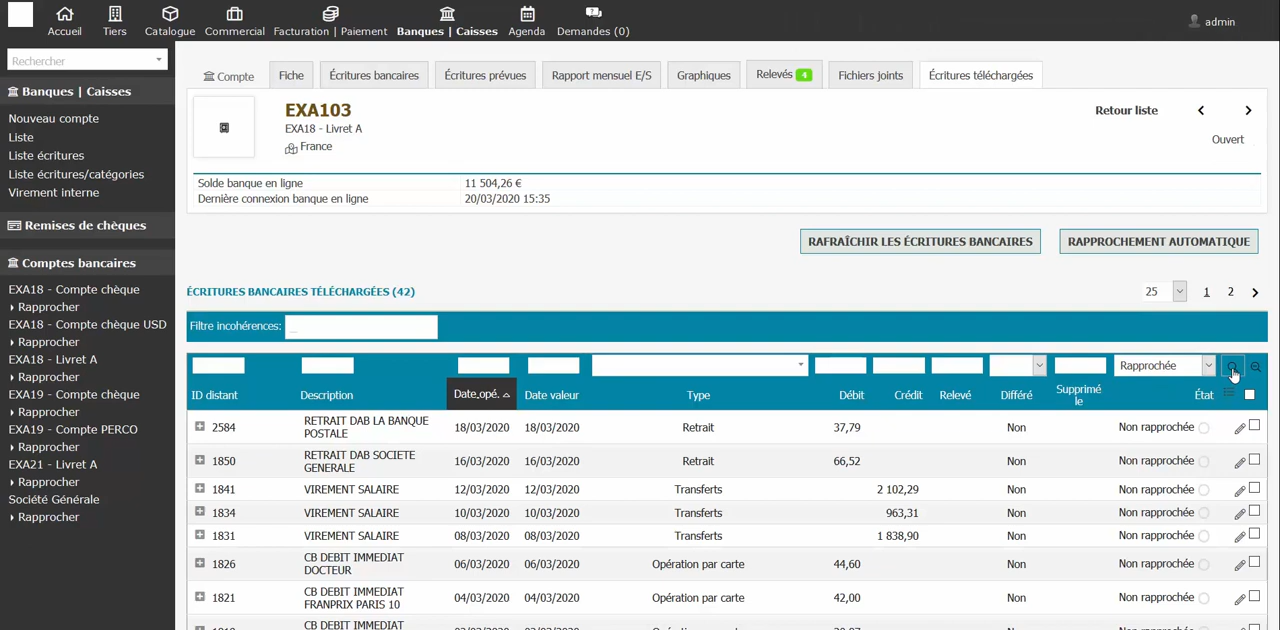 Accueil
Tiers
Catalogue
Commercial
Facturation | Paiement
Banques | Caisses
Agenda
Demandes (0)
admin
Rechercher
Banques | Caisses
Nouveau compte
Liste
Liste écritures
Liste écritures/catégories
Virement interne
Remises de chèques
Comptes bancaires
EXA18 - Compte chèque
Rapprocher
EXA18 - Compte chèque USD
Rapprocher
EXA18 - Livret A
Rapprocher
EXA19 - Compte chèque
Rapprocher
EXA19 - Compte PERCO
Rapprocher
EXA21 - Livret A
Rapprocher
Société Générale
Rapprocher
Compte
Fiche
Écritures bancaires
Écritures prévues
Rapport mensuel E/S
Graphiques
Relevés 4
Fichiers joints
Écritures téléchargées
EXA103
EXA18 - Livret A
France
Retour liste
Ouvert
Solde banque en ligne 11 504,26 €
Dernière connexion banque en ligne 20/03/2020 15:35
RAFRAÎCHIR LES ÉCRITURES BANCAIRES
RAPPROCHEMENT AUTOMATIQUE
ÉCRITURES BANCAIRES TÉLÉCHARGÉES (42)
25 1 2
Filtre incohérences:
Rapprochée
ID distant Description Date.opé. Date valeur Type Débit Crédit Relevé Différé Supprimé le État
2584 RETRAIT DAB LA BANQUE POSTALE 18/03/2020 18/03/2020 Retrait 37,79 Non Non rapprochée
1850 RETRAIT DAB SOCIETE GENERALE 16/03/2020 16/03/2020 Retrait 66,52 Non Non rapprochée
1841 VIREMENT SALAIRE 12/03/2020 12/03/2020 Transferts 2 102,29 Non Non rapprochée
1834 VIREMENT SALAIRE 10/03/2020 10/03/2020 Transferts 963,31 Non Non rapprochée
1831 VIREMENT SALAIRE 08/03/2020 08/03/2020 Transferts 1 838,90 Non Non rapprochée
1826 CB DEBIT IMMEDIAT DOCTEUR 06/03/2020 06/03/2020 Opération par carte 44,60 Non Non rapprochée
1821 CB DEBIT IMMEDIAT FRANPRIX PARIS 10 04/03/2020 04/03/2020 Opération par carte 42,00 Non Non rapprochée
CB DEBIT IMMEDIAT